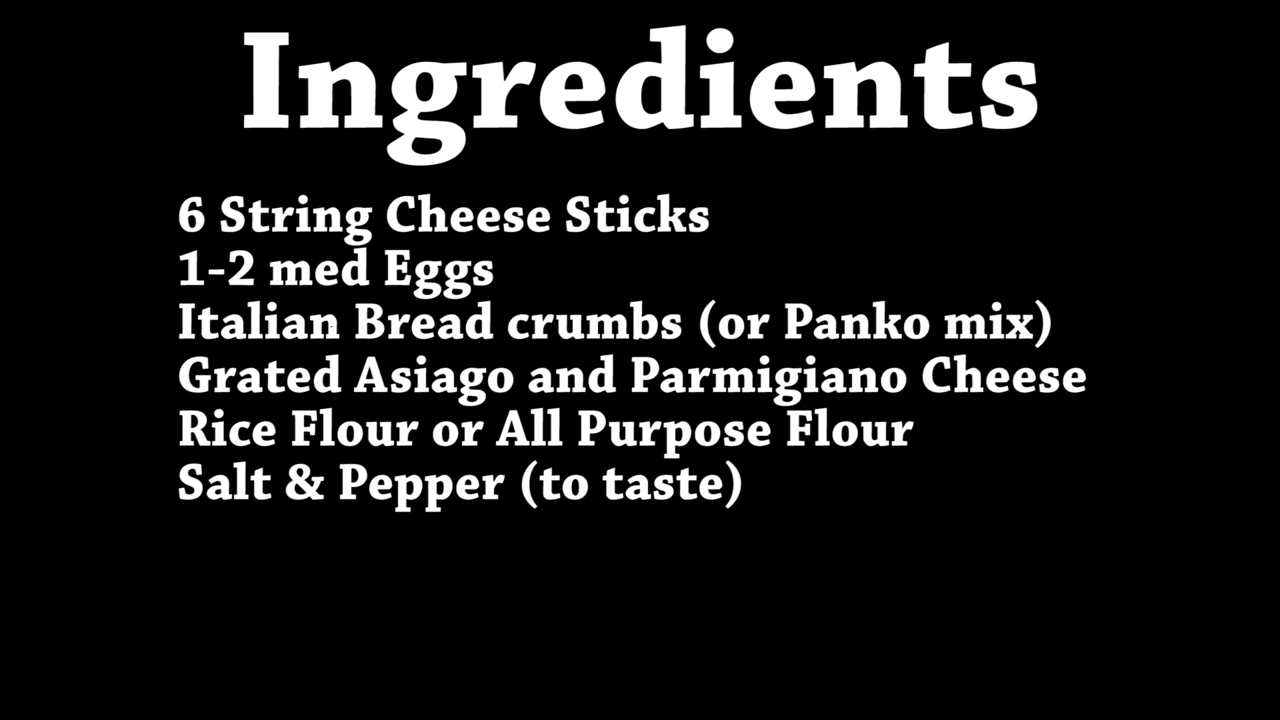 Ingredients
6 String Cheese Sticks
1-2 med Eggs
Italian Bread crumbs (or Panko mix)
Grated Asiago and Parmigiano Cheese
Rice Flour or All Purpose Flour
Salt & Pepper (to taste)